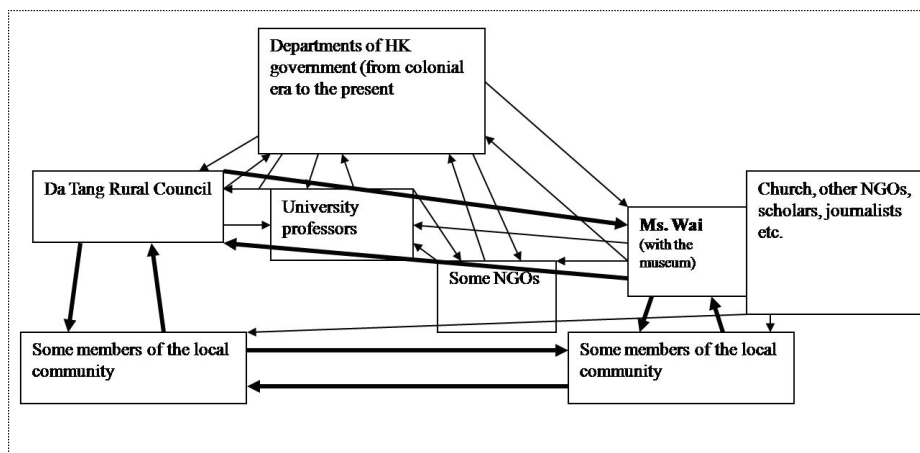 Departments of HK
government (from colonial
era to the present
Da Tang Rural Council
University
professors
Ms. Wai
(with the
museum)
Church, other NGOs,
scholars, journalists
etc.
Some NGOs
Some members of the local
community
Some members of the local
community